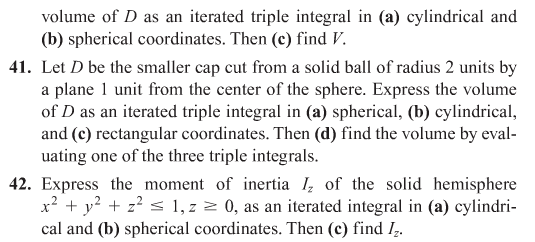 volume of D as an iterated triple integral in (a) cylindrical and
(b) spherical coordinates. Then (c) find V.
41. Let D be the smaller cap cut from a solid ball of radius 2 units by
a plane 1 unit from the center of the sphere. Express the volume
of D as an iterated triple integral in (a) spherical, (b) cylindrical,
and (c) rectangular coordinates. Then (d) find the volume by eval-
uating one of the three triple integrals.
42. Express the moment of inertia I_z of the solid hemisphere
x² + y² + z² ≤ 1, z ≥ 0, as an iterated integral in (a) cylindri-
cal and (b) spherical coordinates. Then (c) find I_z.